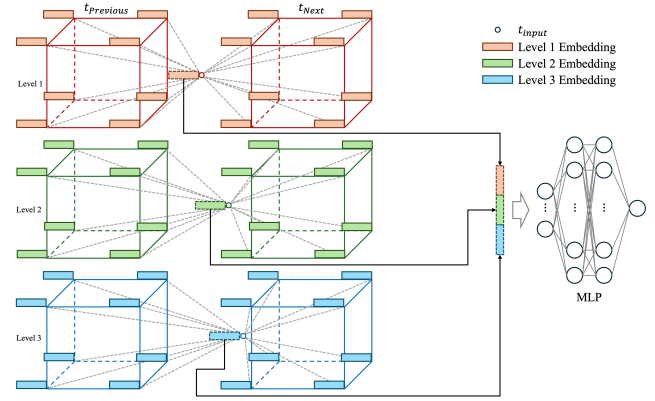 t_Previous
t_Next
t_input
Level 1 Embedding
Level 2 Embedding
Level 3 Embedding
Level 1
Level 2
Level 3
MLP